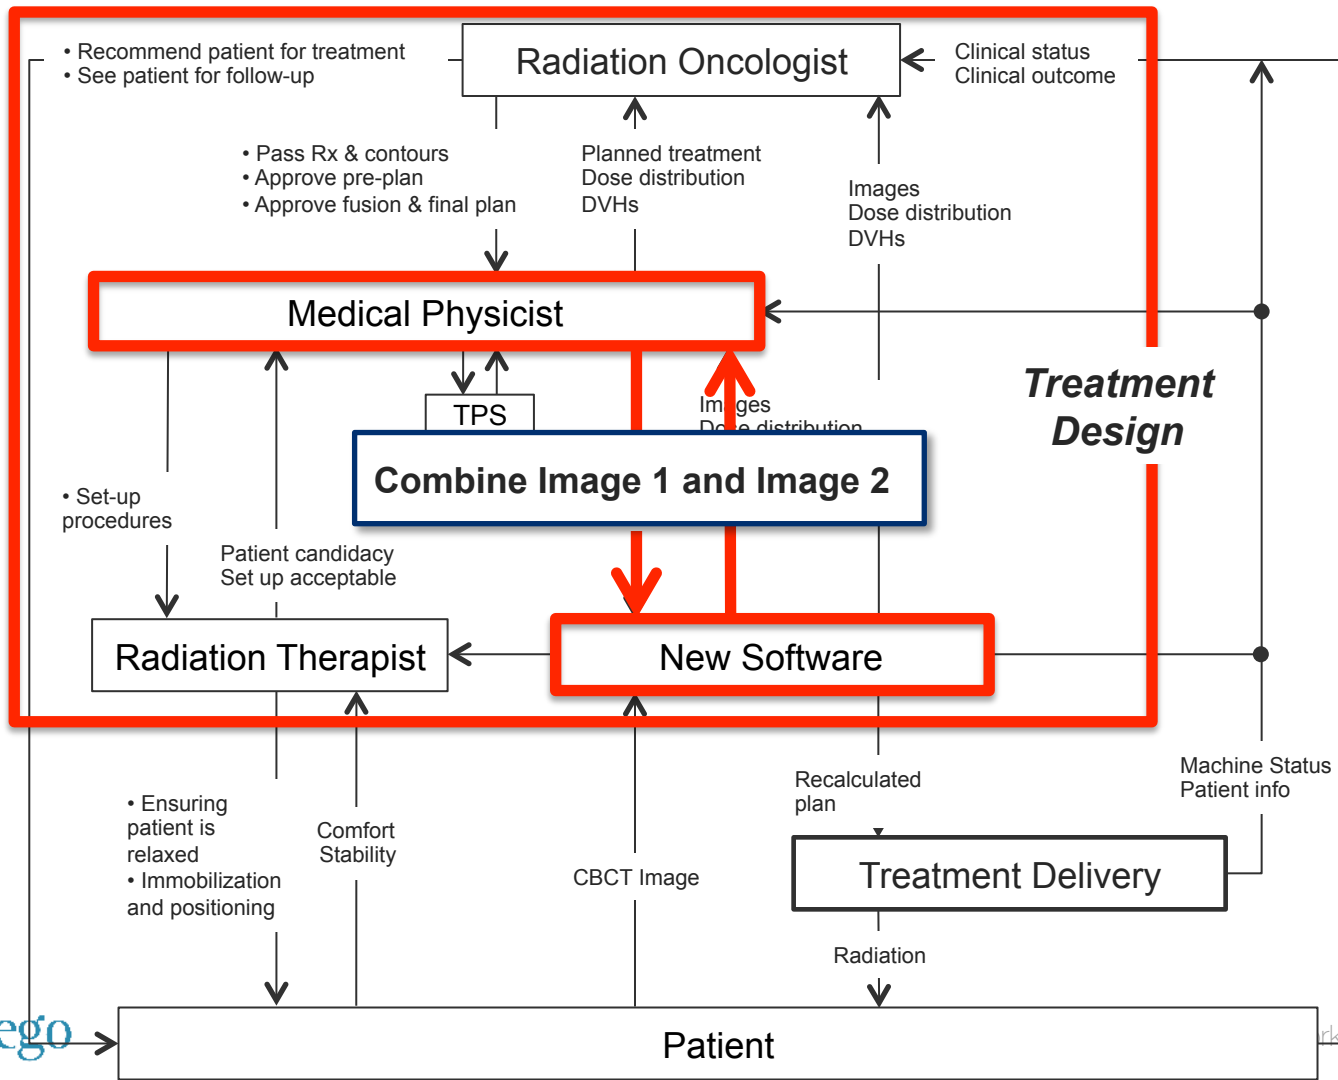 • Recommend patient for treatment
• See patient for follow-up
Radiation Oncologist
Clinical status
Clinical outcome
• Pass Rx & contours
• Approve pre-plan
• Approve fusion & final plan
Planned treatment
Dose distribution
DVHs
Images
Dose distribution
DVHs
Medical Physicist
Treatment
Design
TPS
Images
Dose distribution
Combine Image 1 and Image 2
• Set-up
procedures
Patient candidacy
Set up acceptable
Radiation Therapist
New Software
• Ensuring
patient is
relaxed
• Immobilization
and positioning
Comfort
Stability
CBCT Image
Recalculated
plan
Machine Status
Patient info
Treatment Delivery
Radiation
Patient
ego